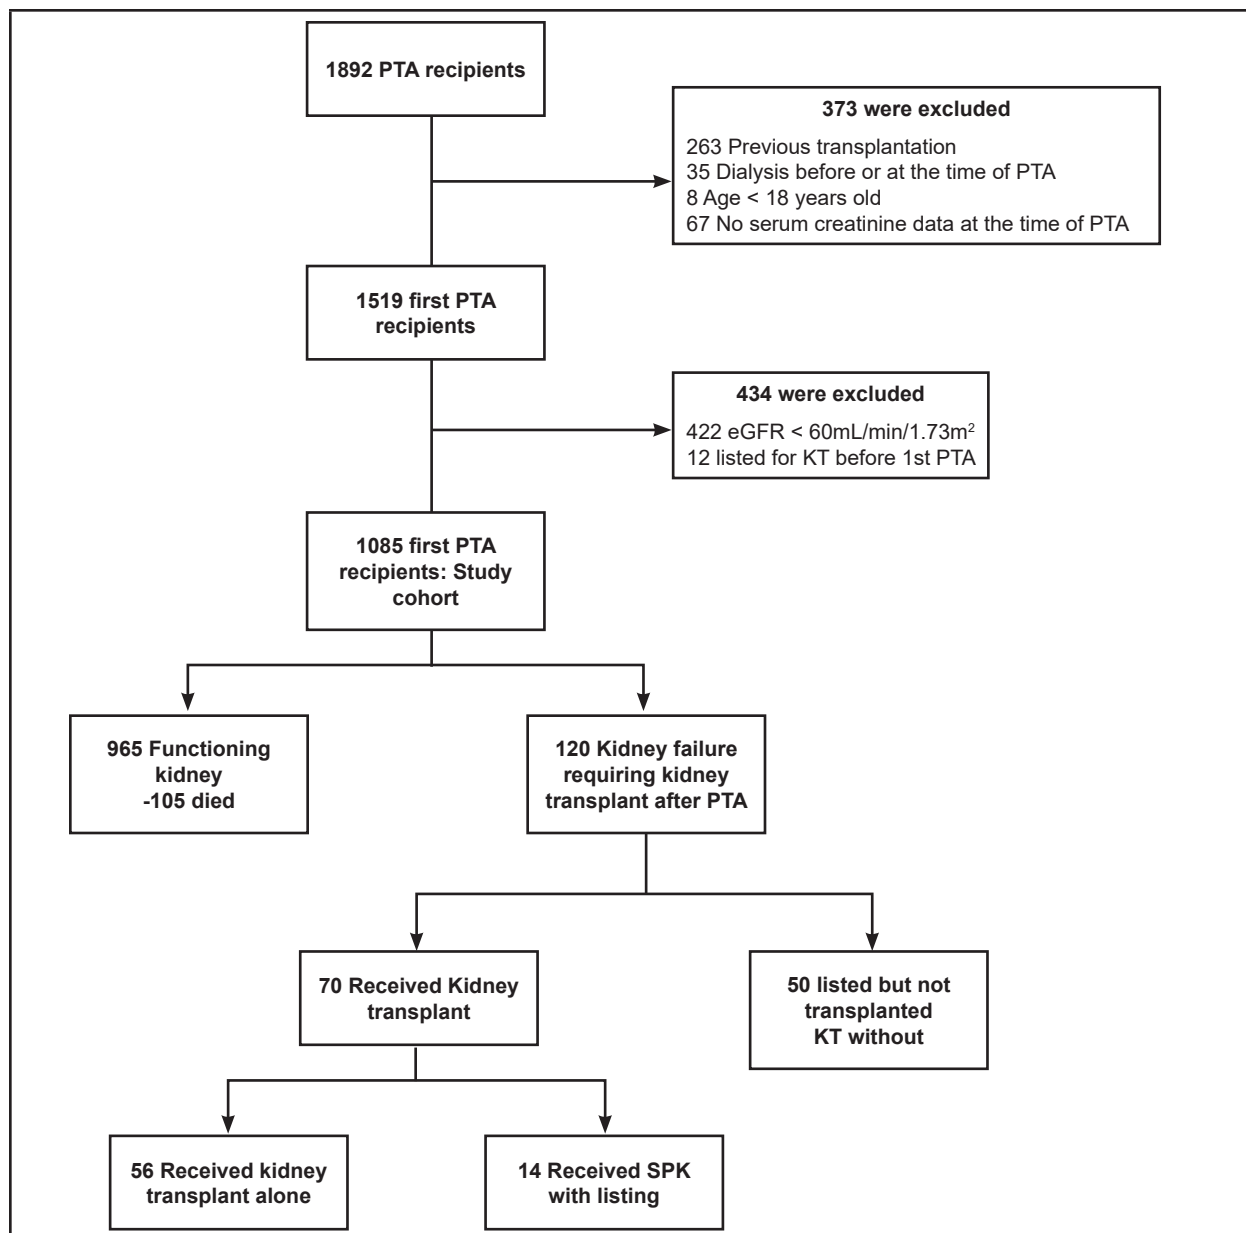 1892 PTA recipients
373 were excluded
263 Previous transplantation
35 Dialysis before or at the time of PTA
8 Age < 18 years old
67 No serum creatinine data at the time of PTA
1519 first PTA
recipients
434 were excluded
422 eGFR < 60mL/min/1.73m²
12 listed for KT before 1st PTA
1085 first PTA
recipients: Study
cohort
965 Functioning
kidney
-105 died
120 Kidney failure
requiring kidney
transplant after PTA
70 Received Kidney
transplant
50 listed but not
transplanted
KT without
56 Received kidney
transplant alone
14 Received SPK
with listing